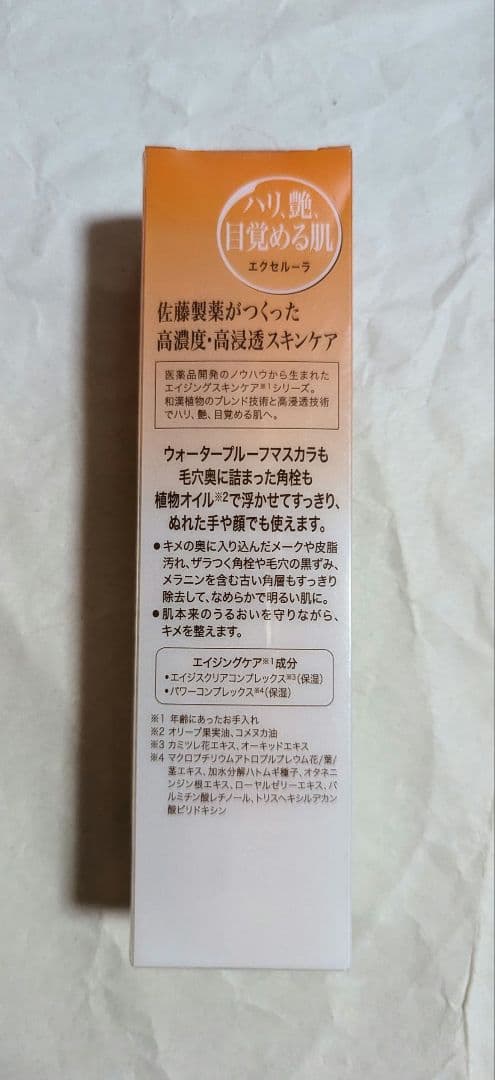 ハリ、艶、
目覚める肌
エクセルーラ
佐藤製薬がつくった
高濃度・高浸透スキンケア
医薬品開発のノウハウから生まれた
エイジングスキンケア※1シリーズ。
和漢植物のブレンド技術と高浸透技術
でハリ、艶、目覚める肌へ。
ウォータープルーフマスカラも
毛穴奥に詰まった角栓も
植物オイル※2で浮かせてすっきり、
ぬれた手や顔でも使えます。
●キメの奥に入り込んだメークや皮脂
汚れ、ザラつく角栓や毛穴の黒ずみ、
メラニンを含む古い角層もすっきり
除去して、なめらかで明るい肌に。
●肌本来のうるおいを守りながら、
キメを整えます。
エイジングケア※1成分
・エイジスクリアコンプレックス※3(保湿)
・パワーコンプレックス※4(保湿)
※1 年齢にあったお手入れ
※2 オリーブ果実油、コメヌカ油
※3 カミツレ花エキス、オーキッドエキス
※4 マクロプチリウムアトロプルプレウム花/葉/
茎エキス、加水分解ハトムギ種子、オタネニ
ンジン根エキス、ローヤルゼリーエキス、パ
ルミチン酸レチノール、トリスヘキシルデカン
酸ピリドキシン